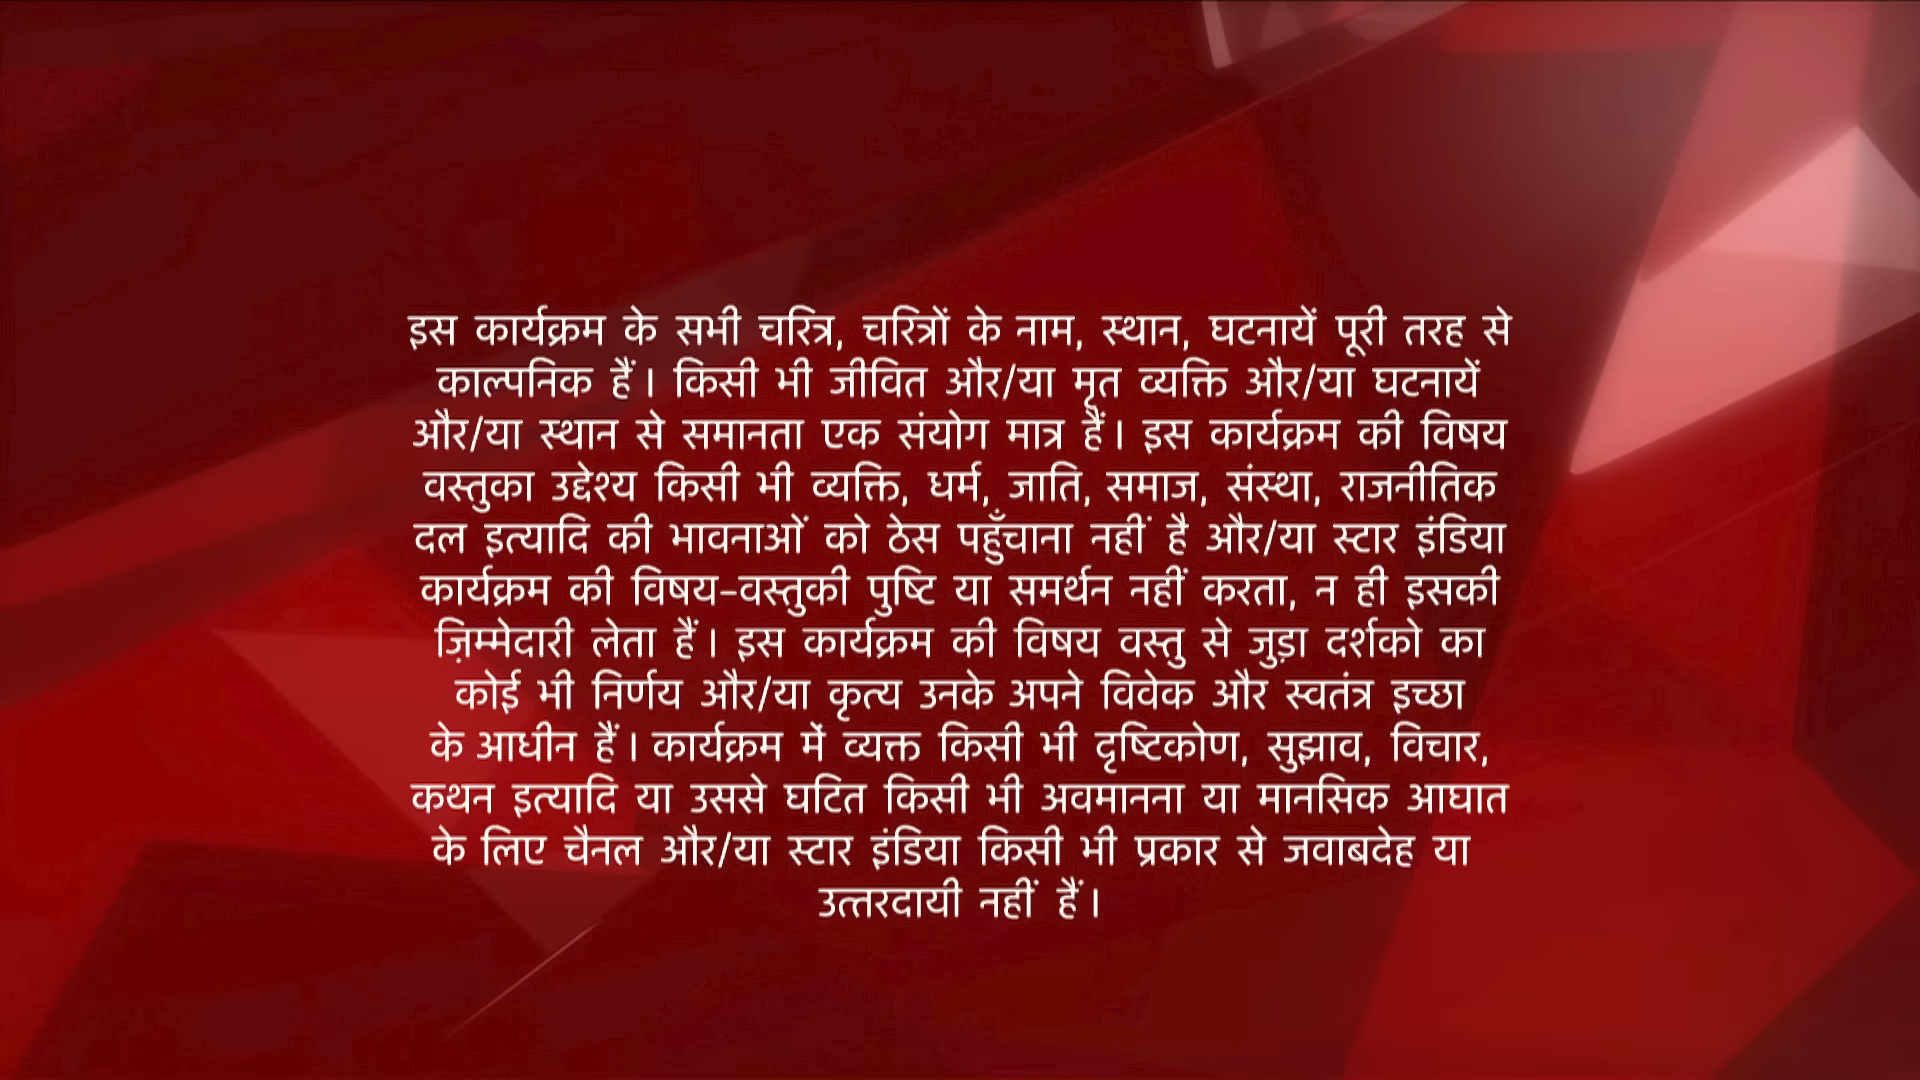 इस कार्यक्रम के सभी चरित्र, चरित्रों के नाम, स्थान, घटनायें पूरी तरह से
काल्पनिक हैं। किसी भी जीवित और/या मृत व्यक्ति और/या घटनायें
और/या स्थान से समानता एक संयोग मात्र हैं। इस कार्यक्रम की विषय
वस्तुका उद्देश्य किसी भी व्यक्ति, धर्म, जाति, समाज, संस्था, राजनीतिक
दल इत्यादि की भावनाओं को ठेस पहुँचाना नहीं है और/या स्टार इंडिया
कार्यक्रम की विषय-वस्तुकी पुष्टि या समर्थन नहीं करता, न ही इसकी
ज़िम्मेदारी लेता हैं। इस कार्यक्रम की विषय वस्तु से जुड़ा दर्शको का
कोई भी निर्णय और/या कृत्य उनके अपने विवेक और स्वतंत्र इच्छा
के आधीन हैं। कार्यक्रम में व्यक्त किसी भी दृष्टिकोण, सुझाव, विचार,
कथन इत्यादि या उससे घटित किसी भी अवमानना या मानसिक आघात
के लिए चैनल और/या स्टार इंडिया किसी भी प्रकार से जवाबदेह या
उत्तरदायी नहीं हैं।